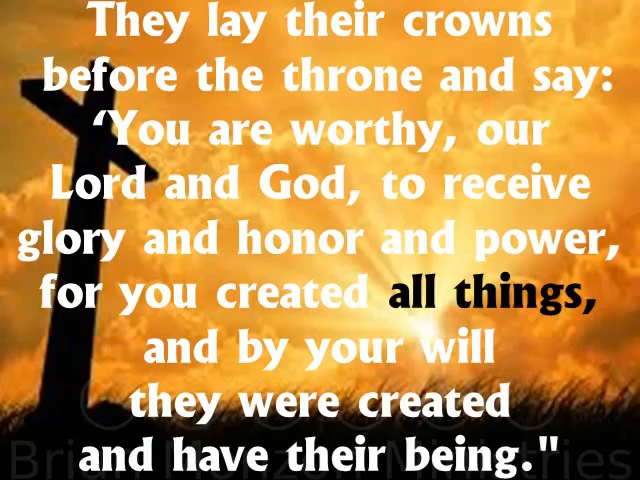 They lay their crowns
before the throne and say:
‘You are worthy, our
Lord and God, to receive
glory and honor and power,
for you created all things,
and by your will
they were created
and have their being."